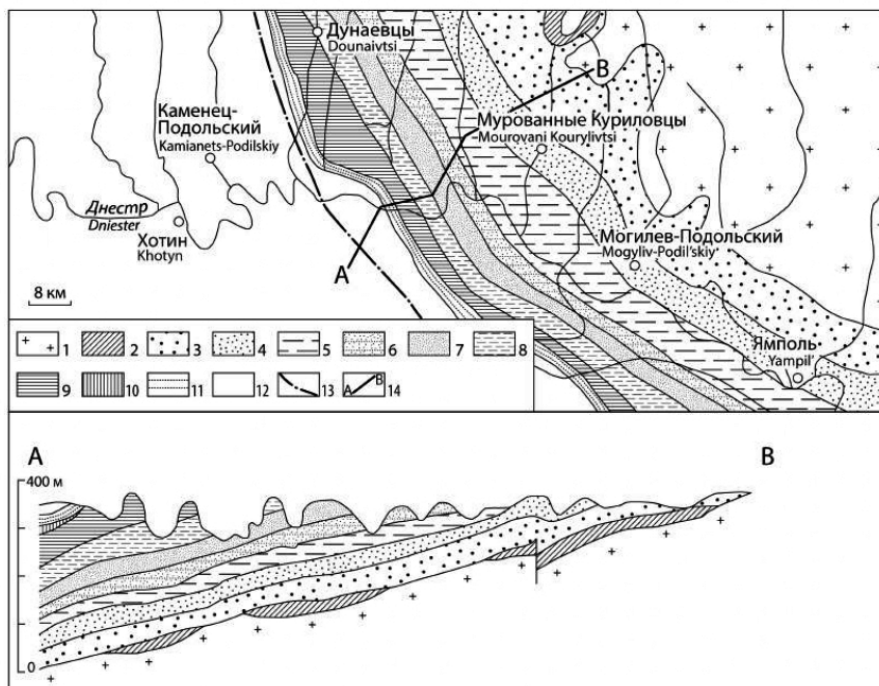 Дунаевцы
Dounaivtsi
B
Каменец-
Подольский
Kamianets-Podilskiy
Мурованные Куриловцы
Mourovani Kourylivtsi
Днестр
Dniester
Хотин
Khotyn
A
Могилев-Подольский
Mogyliv-Podil'skiy
8 км
Ямполь
Yampil'
1 2 3 4 5 6 7 8
9 10 11 12 13 A B 14
A B
400 м
0